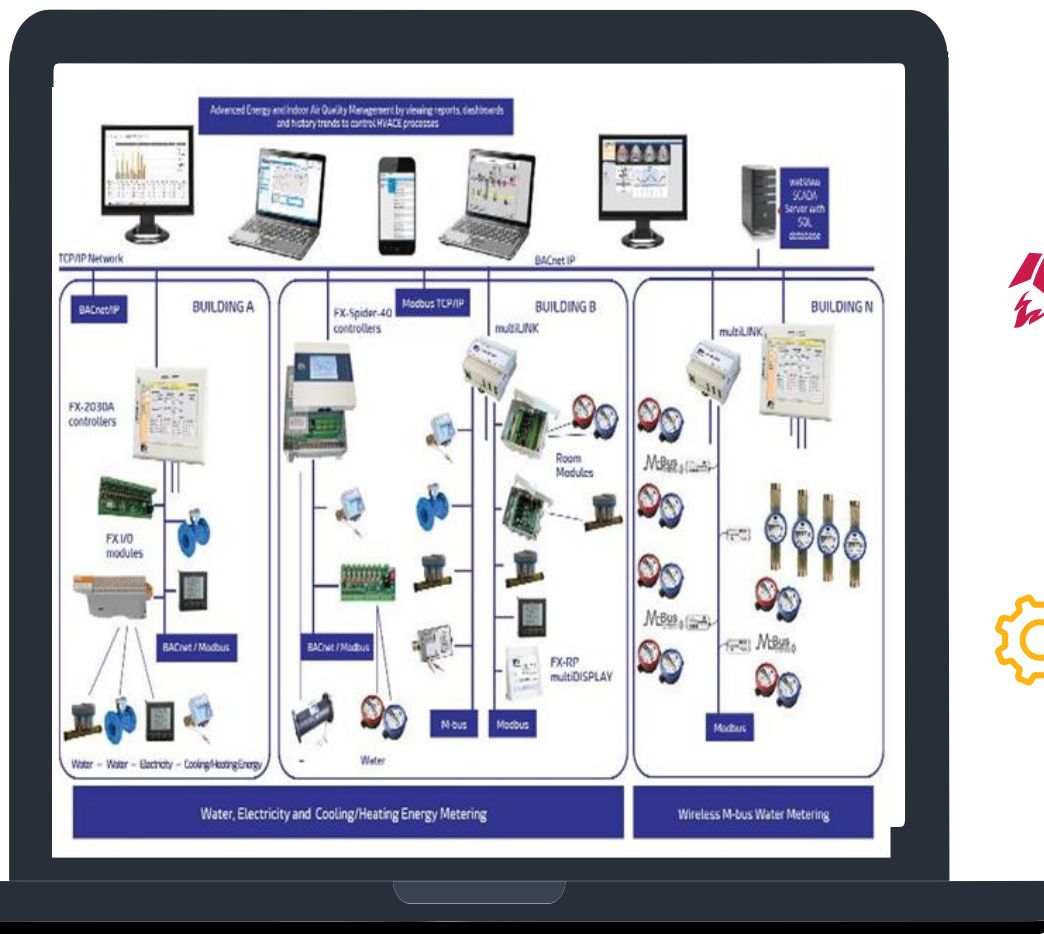 Advanced Energy and Indoor Air Quality Management by viewing reports, dashboards
and history trends to control HVACE processes
webView
SCADA
Server with
SQL
database
TCP/IP Network
BACnet IP
BACnet/IP
BUILDING A
FX-2030A
controllers
FX I/O
modules
BACnet / Modbus
Water – Water – Electricity – Cooling/Heating Energy
FX-Spider-40
controllers
Modbus TCP/IP
BUILDING B
multiLINK
Room
Modules
BACnet / Modbus
FX-RP
multiDISPLAY
M-bus
Modbus
Water
BUILDING N
multiLINK
M-Bus
M-Bus
M-Bus
Modbus
Water, Electricity and Cooling/Heating Energy Metering
Wireless M-bus Water Metering